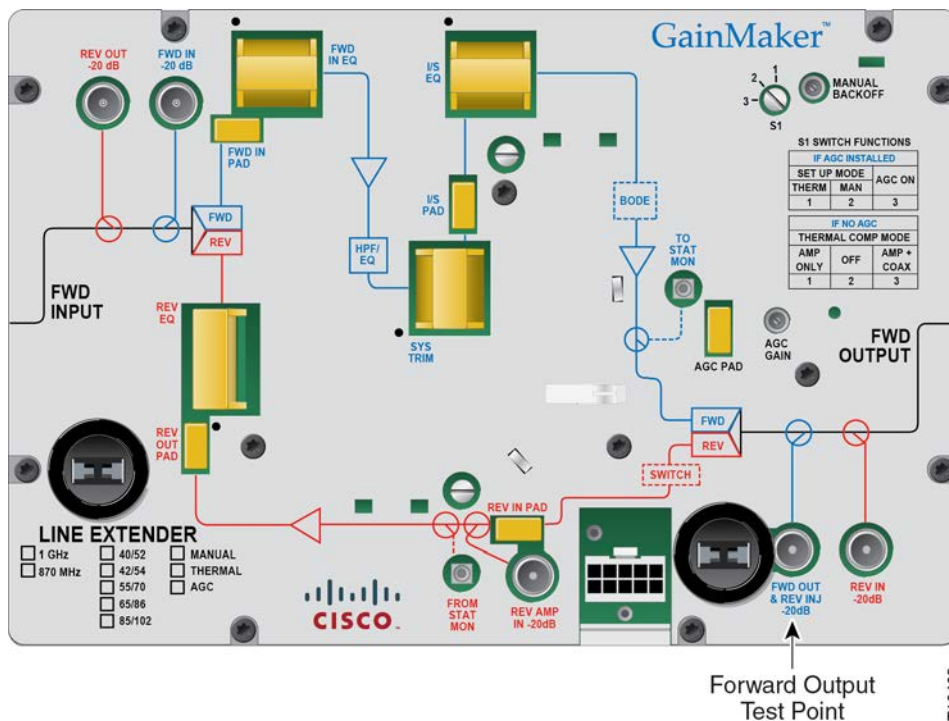 GainMaker™
REV OUT
-20 dB
FWD IN
-20 dB
FWD
IN EQ
I/S
EQ
1
2
3
S1
MANUAL
BACKOFF
FWD IN
PAD
I/S
PAD
S1 SWITCH FUNCTIONS
IF AGC INSTALLED
SET UP MODE
AGC ON
THERM
MAN
1
2
3
IF NO AGC
THERMAL COMP MODE
AMP
ONLY
OFF
AMP +
COAX
1
2
3
FWD
REV
BODE
HPF/
EQ
TO
STAT
MON
FWD
INPUT
REV
EQ
SYS
TRIM
AGC PAD
AGC
GAIN
FWD
OUTPUT
FWD
REV
REV
OUT
PAD
SWITCH
REV IN PAD
LINE EXTENDER
1 GHz
870 MHz
40/52
42/54
55/70
65/86
85/102
MANUAL
THERMAL
AGC
CISCO
FROM
STAT
MON
REV AMP
IN -20dB
FWD OUT
& REV INJ
-20dB
REV IN
-20dB
Forward Output
Test Point